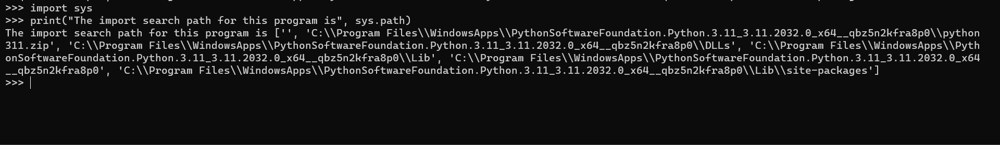 >>> import sys
>>> print("The import search path for this program is", sys.path)
The import search path for this program is ['', 'C:\\Program Files\\WindowsApps\\PythonSoftwareFoundation.Python.3.11_3.11.2032.0_x64__qbz5n2kfra8p0\\python
311.zip', 'C:\\Program Files\\WindowsApps\\PythonSoftwareFoundation.Python.3.11_3.11.2032.0_x64__qbz5n2kfra8p0\\DLLs', 'C:\\Program Files\\WindowsApps\\Pyth
onSoftwareFoundation.Python.3.11_3.11.2032.0_x64__qbz5n2kfra8p0\\Lib', 'C:\\Program Files\\WindowsApps\\PythonSoftwareFoundation.Python.3.11_3.11.2032.0_x64
__qbz5n2kfra8p0', 'C:\\Program Files\\WindowsApps\\PythonSoftwareFoundation.Python.3.11_3.11.2032.0_x64__qbz5n2kfra8p0\\Lib\\site-packages']
>>>